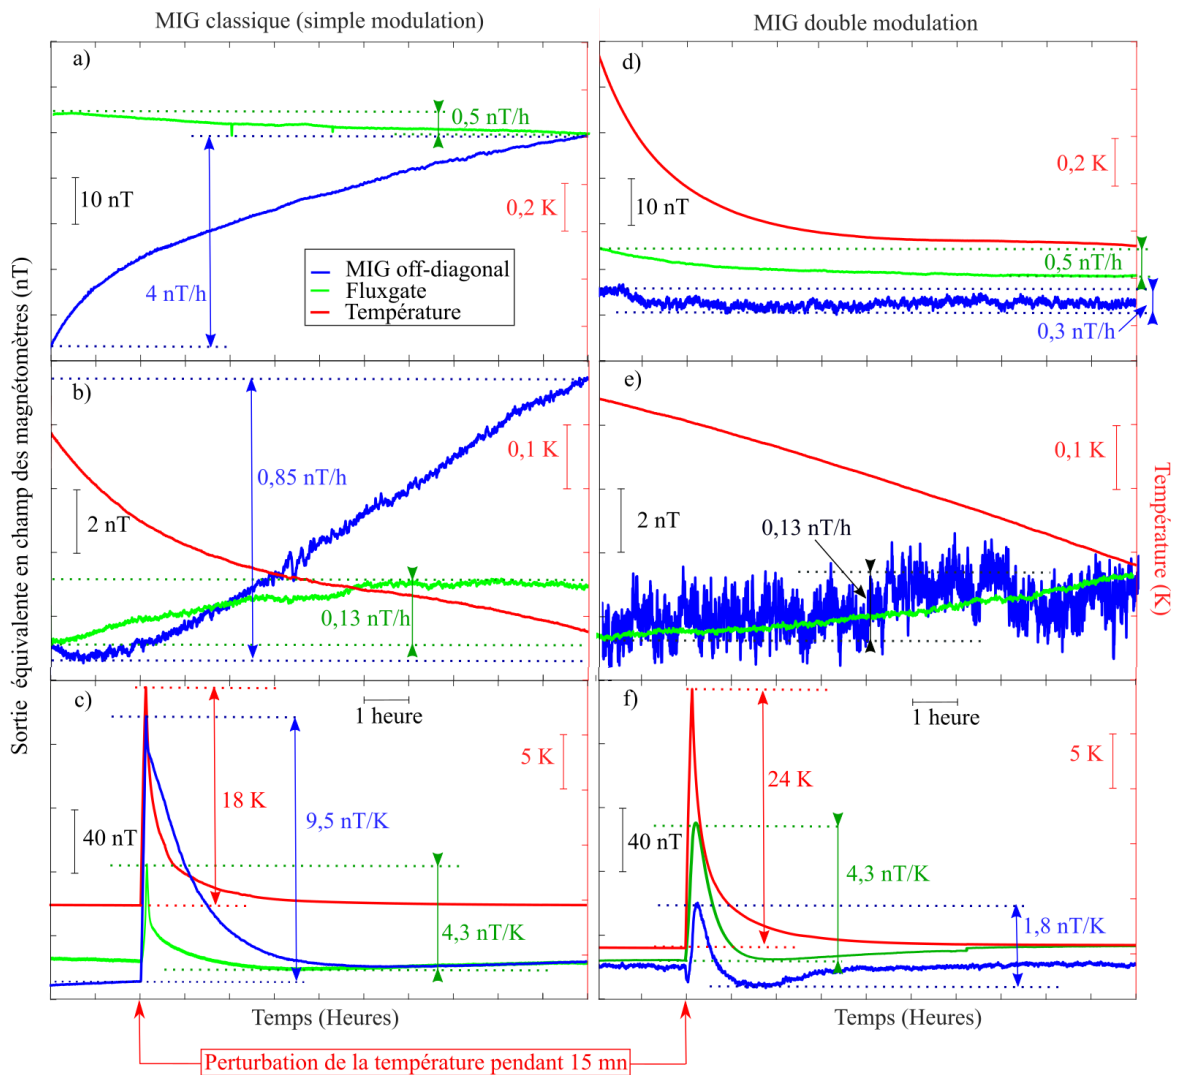 MIG classique (simple modulation)
MIG double modulation
Sortie équivalente en champ des magnétomètres (nT)
a)
0,5 nT/h
10 nT
0,2 K
4 nT/h
MIG off-diagonal
Fluxgate
Température
d)
0,2 K
10 nT
0,5 nT/h
0,3 nT/h
b)
0,1 K
0,85 nT/h
2 nT
0,13 nT/h
e)
0,1 K
2 nT
0,13 nT/h
Température (K)
c)
1 heure
5 K
18 K
9,5 nT/K
40 nT
4,3 nT/K
f)
1 heure
5 K
24 K
40 nT
4,3 nT/K
1,8 nT/K
Temps (Heures)
Temps (Heures)
Perturbation de la température pendant 15 mn